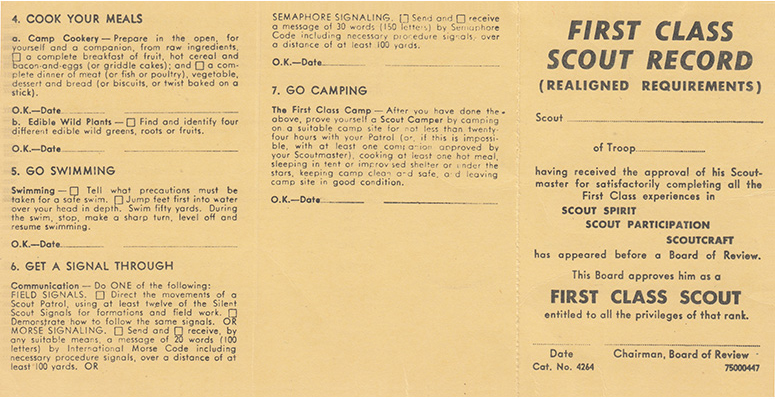 4. COOK YOUR MEALS
a. Camp Cookery — Prepare in the open, for
yourself and a companion, from raw ingredients,
☐ a complete breakfast of fruit, hot cereal and
bacon-and-eggs (or griddle cakes); and ☐ a com-
plete dinner of meat (or fish or poultry), vegetable,
dessert and bread (or biscuits, or twist baked on a
stick).
O.K.—Date
b. Edible Wild Plants — ☐ Find and identify four
different edible wild greens, roots or fruits.
O.K.—Date
5. GO SWIMMING
Swimming — ☐ Tell what precautions must be
taken for a safe swim. ☐ Jump feet first into water
over your head in depth. Swim fifty yards. During
the swim, stop, make a sharp turn, level off and
resume swimming.
O.K.—Date
6. GET A SIGNAL THROUGH
Communication — Do ONE of the following:
FIELD SIGNALS. ☐ Direct the movements of a
Scout Patrol, using at least twelve of the Silent
Scout Signals for formations and field work. ☐
Demonstrate how to follow the same signals. OR
MORSE SIGNALING. ☐ Send and ☐ receive, by
any suitable means, a message of 20 words (100
letters) by International Morse Code including
necessary procedure signals, over a distance of at
least 100 yards. OR
SEMAPHORE SIGNALING. ☐ Send and ☐ receive
a message of 30 words (150 letters) by Semaphore
Code including necessary procedure signals, over
a distance of at least 100 yards.
O.K.—Date
7. GO CAMPING
The First Class Camp — After you have done the
above, prove yourself a Scout Camper by camping
on a suitable camp site for not less than twenty-
four hours with your Patrol (or, if this is impossi-
ble, with at least one companion approved by
your Scoutmaster), cooking at least one hot meal,
sleeping in tent or improvised shelter or under the
stars, keeping camp clean and safe, and leaving
camp site in good condition.
O.K.—Date
FIRST CLASS
SCOUT RECORD
(REALIGNED REQUIREMENTS)
Scout
of Troop
having received the approval of his Scout-
master for satisfactorily completing all the
First Class experiences in
SCOUT SPIRIT
SCOUT PARTICIPATION
SCOUTCRAFT
has appeared before a Board of Review.
This Board approves him as a
FIRST CLASS SCOUT
entitled to all the privileges of that rank.
Date Chairman, Board of Review
Cat. No. 4264 75000447